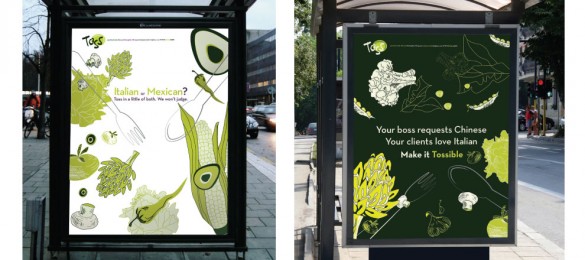 Toss
Italian or Mexican?
Toss in a little of both. We won't judge.
Toss
Your boss requests Chinese
Your clients love Italian
Make it Tossible